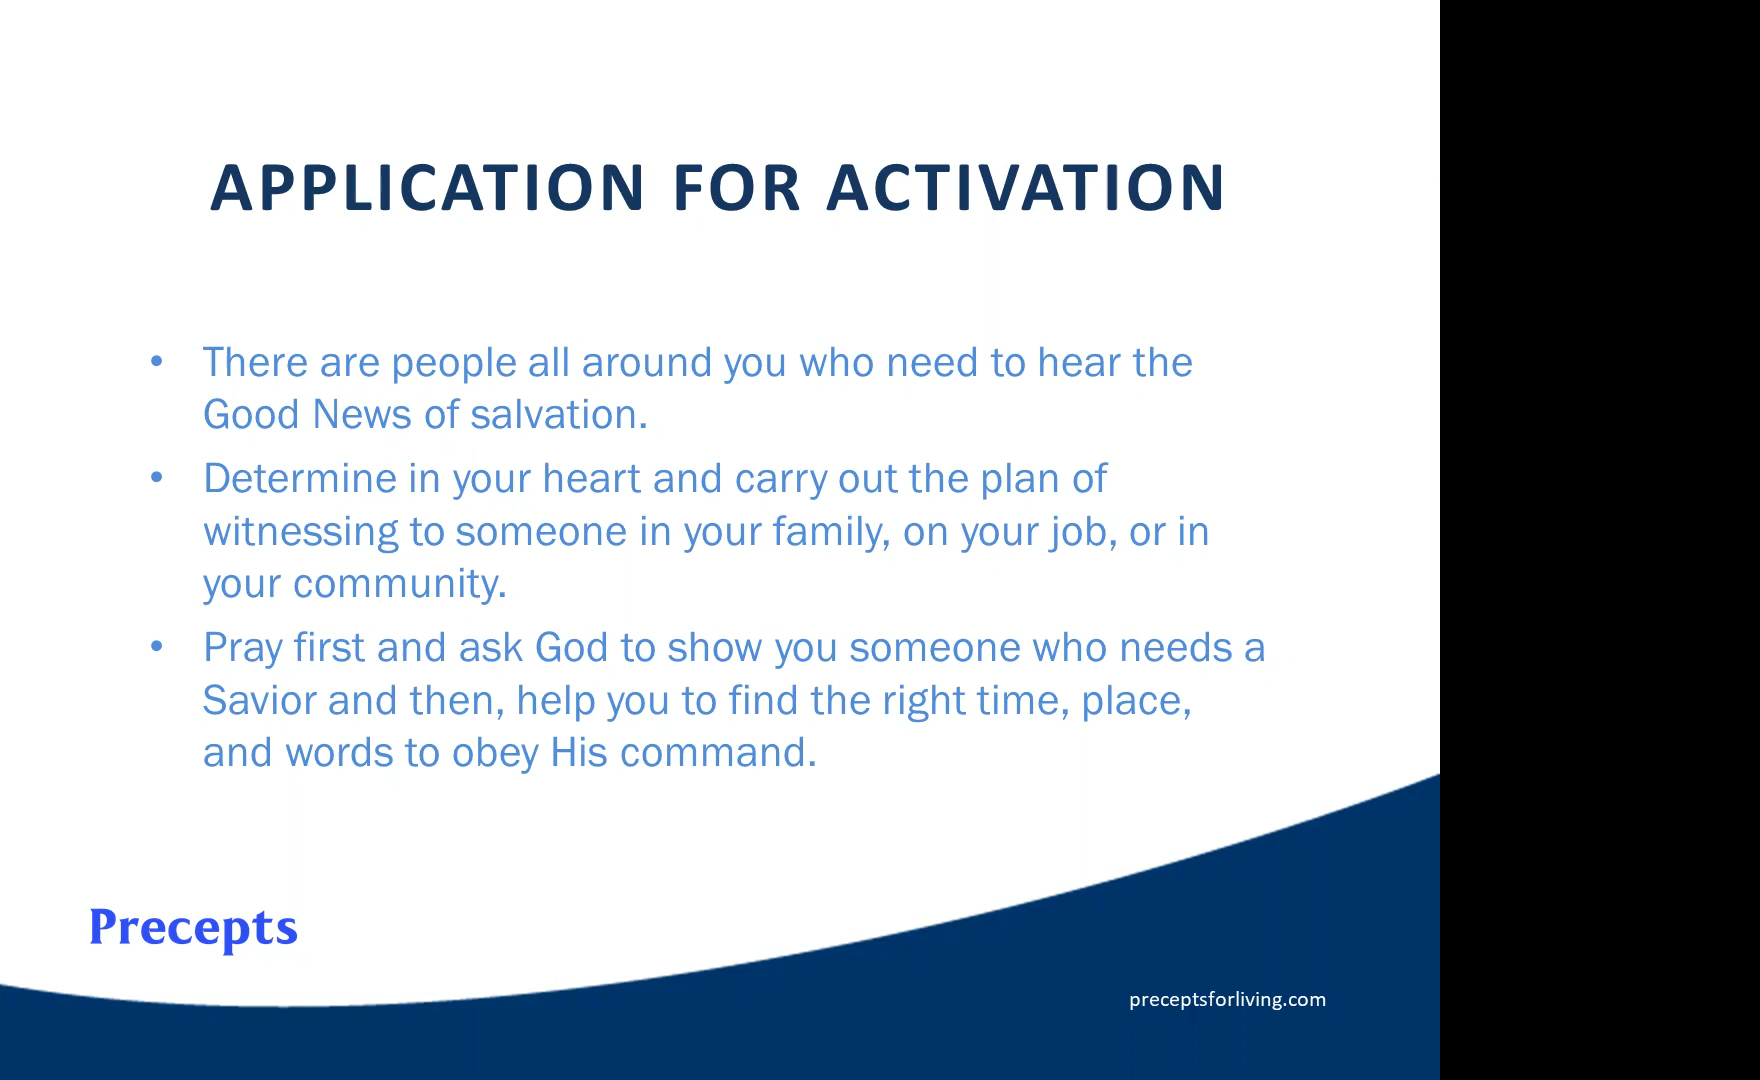 APPLICATION FOR ACTIVATION
• There are people all around you who need to hear the
Good News of salvation.
• Determine in your heart and carry out the plan of
witnessing to someone in your family, on your job, or in
your community.
• Pray first and ask God to show you someone who needs a
Savior and then, help you to find the right time, place,
and words to obey His command.
Precepts
preceptsforliving.com